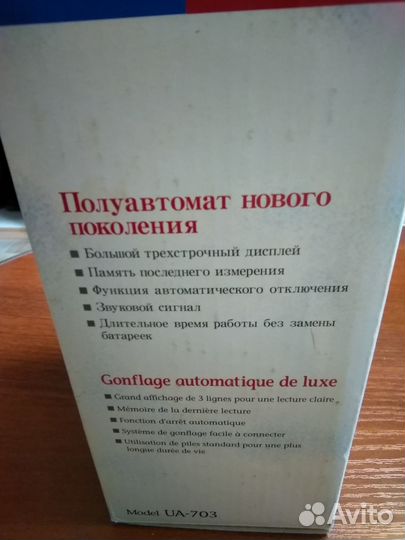 Полуавтомат нового
поколения
■ Большой трехстрочный дисплей
■ Память последнего измерения
■ Функция автоматического отключения
■ Звуковой сигнал
■ Длительное время работы без замены
батареек
Gonflage automatique de luxe
■ Grand affichage de 3 lignes pour une lecture claire
■ Mémoire de la dernière lecture
■ Fonction d'arrêt automatique
■ Système de gonflage facile à connecter
■ Utilisation de piles standard pour une plus
longue durée de vie
Model UA-703
Avito